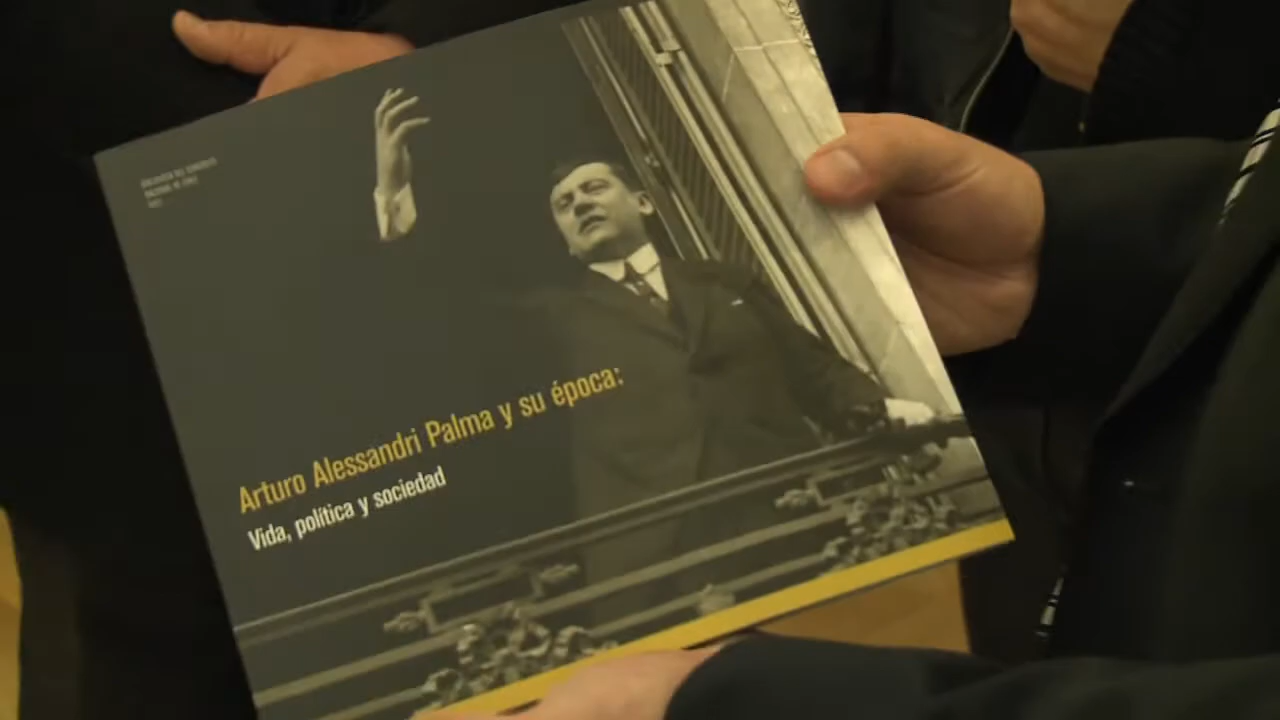 Arturo Alessandri Palma y su época:
Vida, política y sociedad